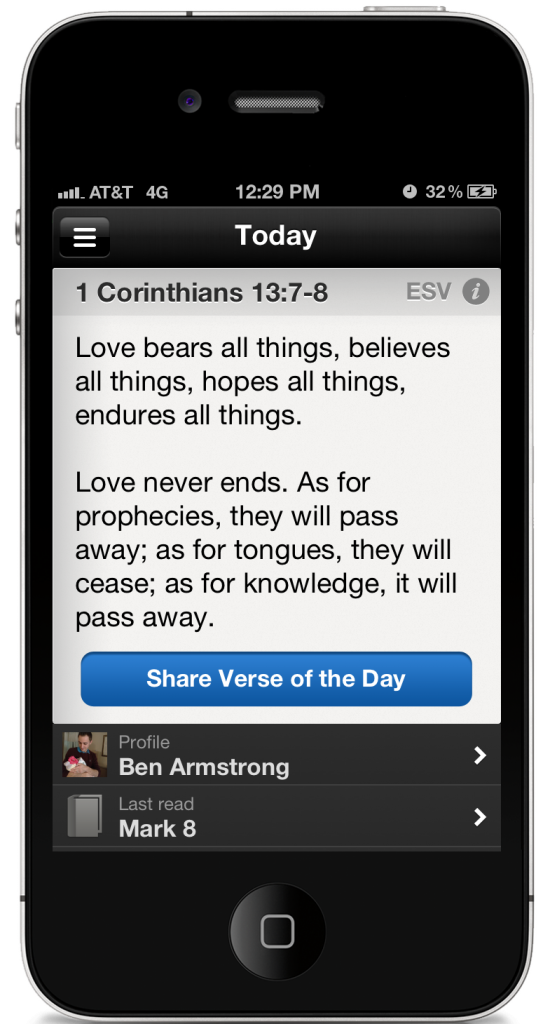 AT&T 4G 12:29 PM 32%
Today
1 Corinthians 13:7-8 ESV i
Love bears all things, believes
all things, hopes all things,
endures all things.
Love never ends. As for
prophecies, they will pass
away; as for tongues, they will
cease; as for knowledge, it will
pass away.
Share Verse of the Day
Profile
Ben Armstrong
Last read
Mark 8